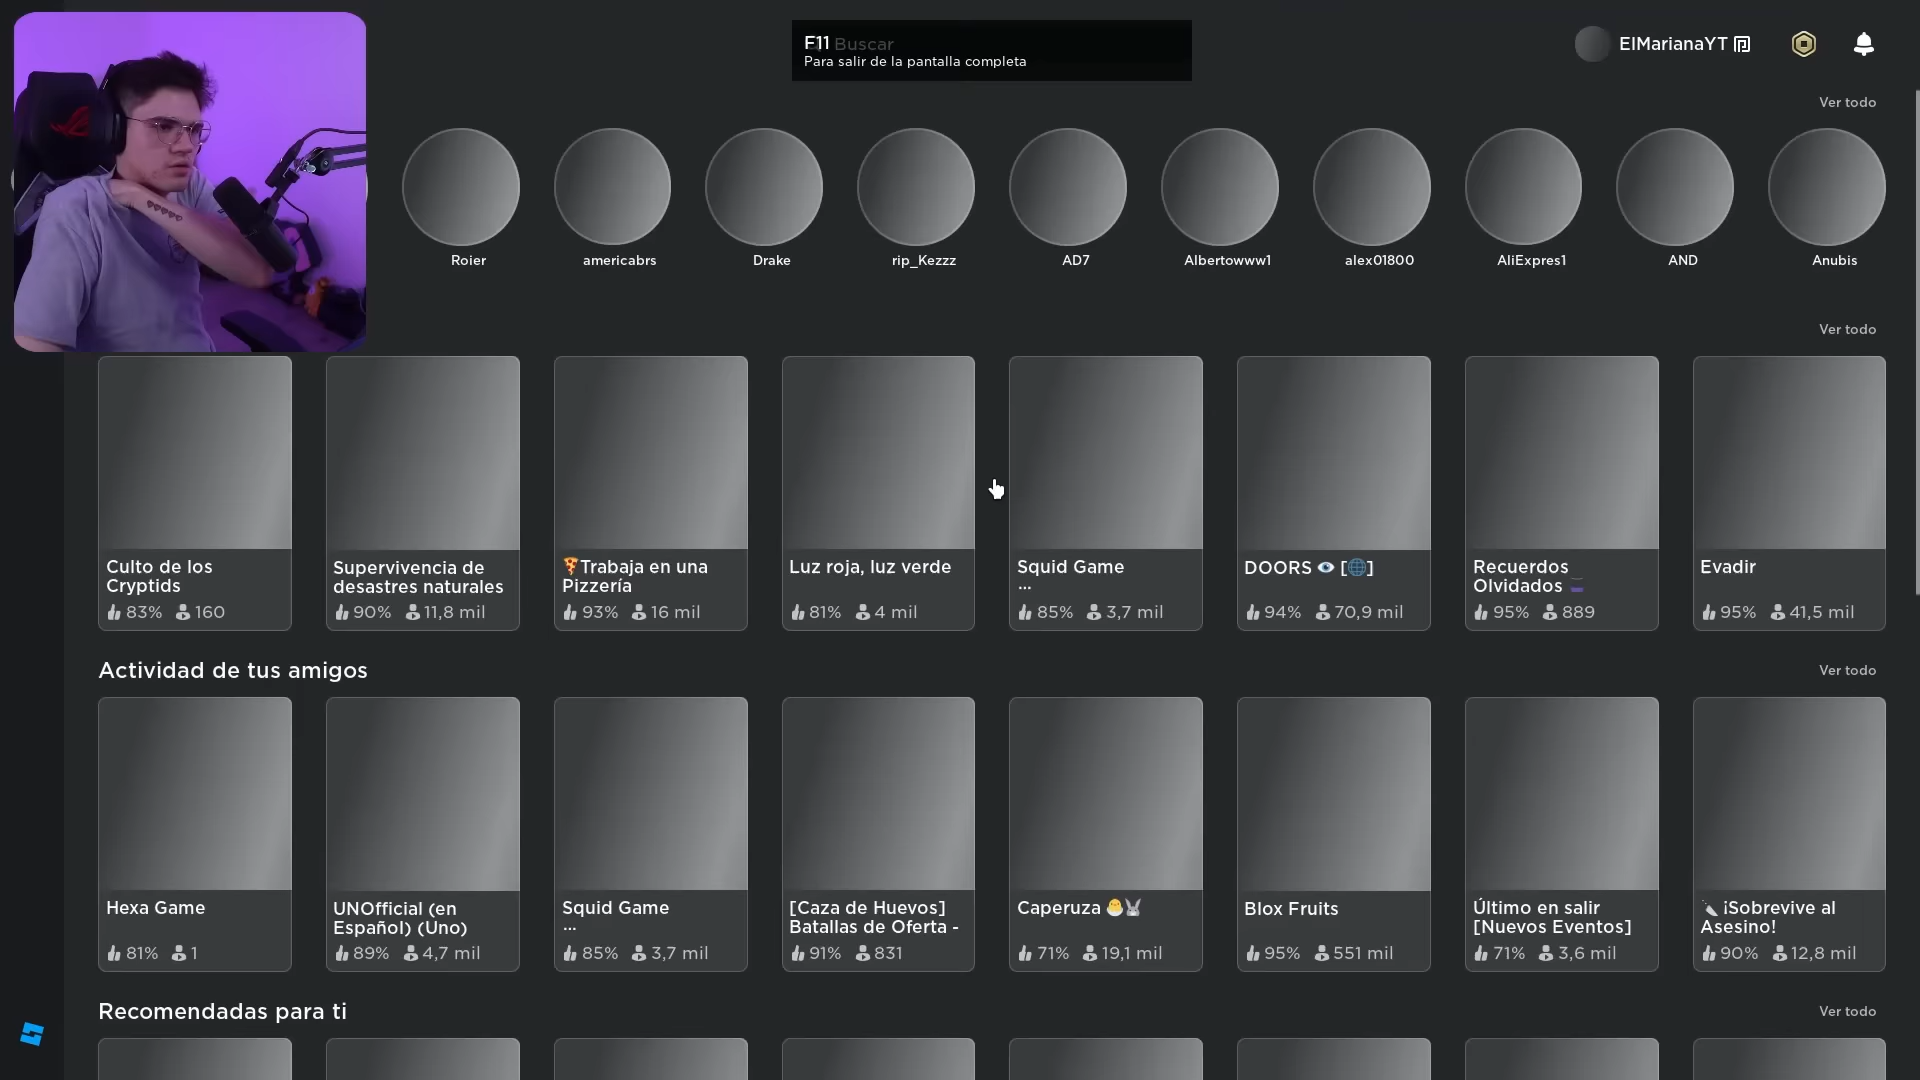 F11 Buscar
Para salir de la pantalla completa
ElMarianaYT
Ver todo
Roier
americabrs
Drake
rip_Kezzz
AD7
Albertowww1
alex01800
AliExpres1
AND
Anubis
Ver todo
Culto de los
Cryptids
83% 160
Supervivencia de
desastres naturales
90% 11,8 mil
🍕Trabaja en una
Pizzería
93% 16 mil
Luz roja, luz verde
81% 4 mil
Squid Game
...
85% 3,7 mil
DOORS 👁️ [🌐]
94% 70,9 mil
Recuerdos
Olvidados
95% 889
Evadir
95% 41,5 mil
Actividad de tus amigos
Ver todo
Hexa Game
81% 1
UNOfficial (en
Español) (Uno)
89% 4,7 mil
Squid Game
...
85% 3,7 mil
[Caza de Huevos]
Batallas de Oferta -
91% 831
Caperuza 🐣🐰
71% 19,1 mil
Blox Fruits
95% 551 mil
Último en salir
[Nuevos Eventos]
71% 3,6 mil
🔪 ¡Sobrevive al
Asesino!
90% 12,8 mil
Recomendadas para ti
Ver todo